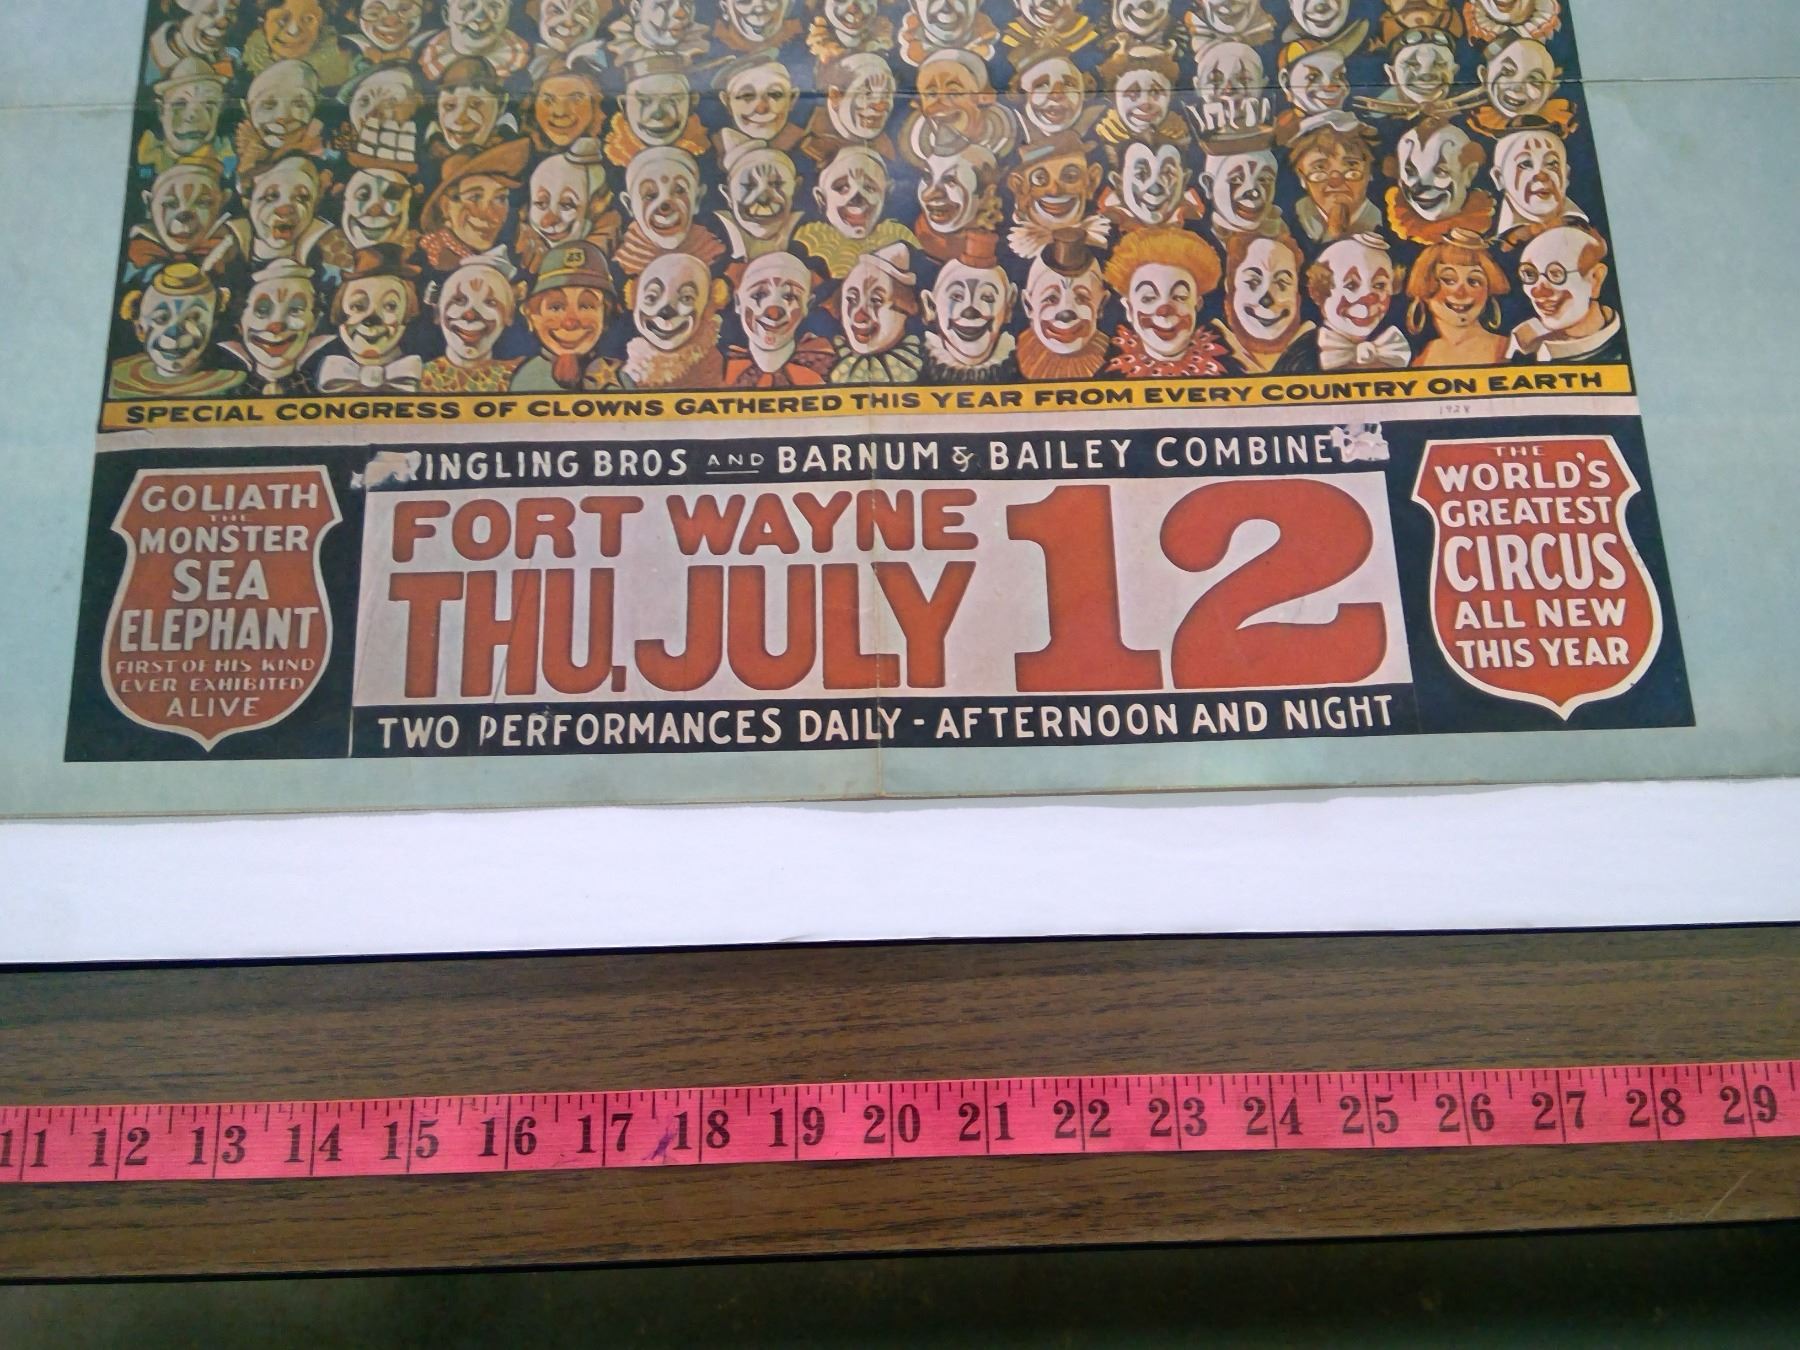 SPECIAL CONGRESS OF CLOWNS GATHERED THIS YEAR FROM EVERY COUNTRY ON EARTH
1928
23
RINGLING BROS AND BARNUM & BAILEY COMBINE
GOLIATH
THE
MONSTER
SEA
ELEPHANT
FIRST OF HIS KIND
EVER EXHIBITED
ALIVE
FORT WAYNE
THU. JULY 12
TWO PERFORMANCES DAILY - AFTERNOON AND NIGHT
THE
WORLD'S
GREATEST
CIRCUS
ALL NEW
THIS YEAR
11 12 13 14 15 16 17 18 19 20 21 22 23 24 25 26 27 28 29